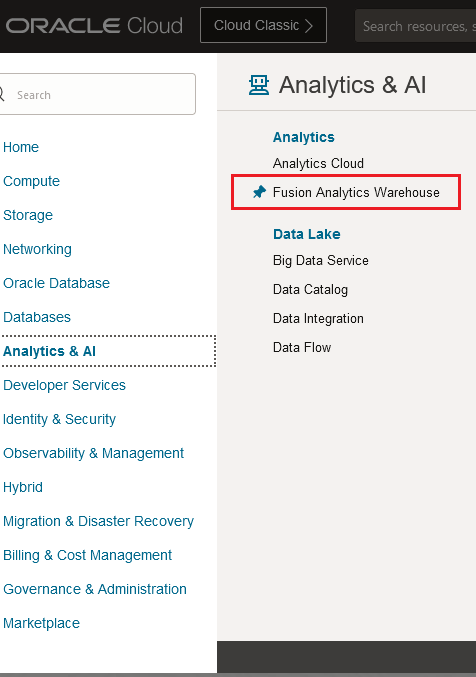 ORACLE Cloud
Cloud Classic
Search resources, s
Search
Home
Compute
Storage
Networking
Oracle Database
Databases
Analytics & AI
Developer Services
Identity & Security
Observability & Management
Hybrid
Migration & Disaster Recovery
Billing & Cost Management
Governance & Administration
Marketplace
Analytics & AI
Analytics
Analytics Cloud
Fusion Analytics Warehouse
Data Lake
Big Data Service
Data Catalog
Data Integration
Data Flow